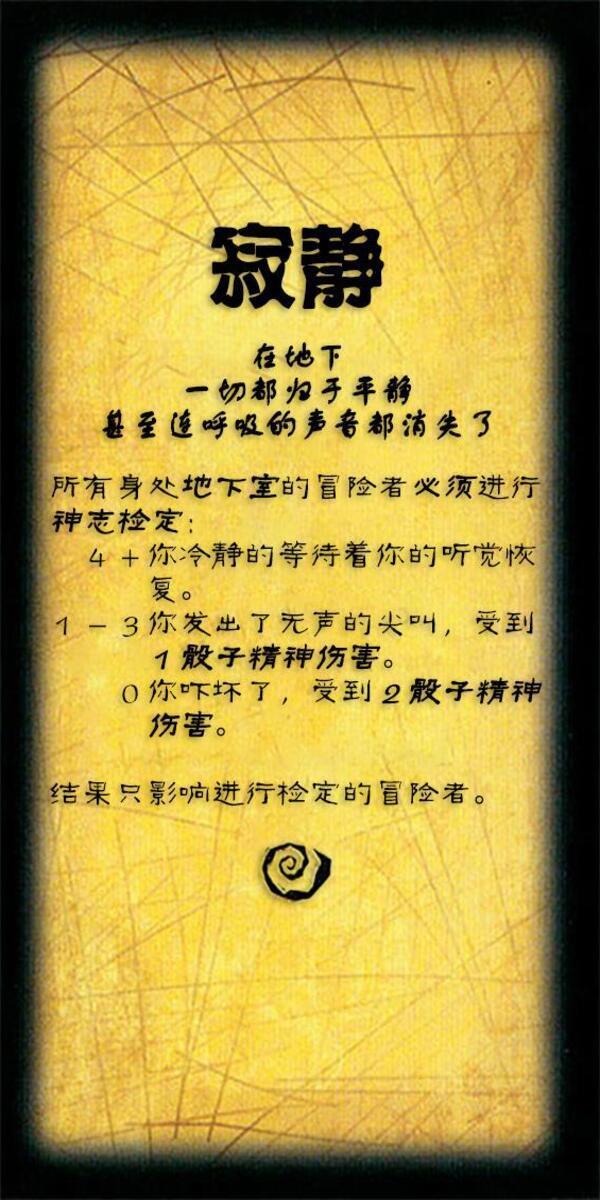 寂静
在地下
一切都归于平静
甚至连呼吸的声音都消失了
所有身处地下室的冒险者必须进行
神志检定：
4＋你冷静的等待着你的听觉恢
复。
1－3你发出了无声的尖叫，受到
1骰子精神伤害。
0你吓坏了，受到2骰子精神
伤害。
结果只影响进行检定的冒险者。